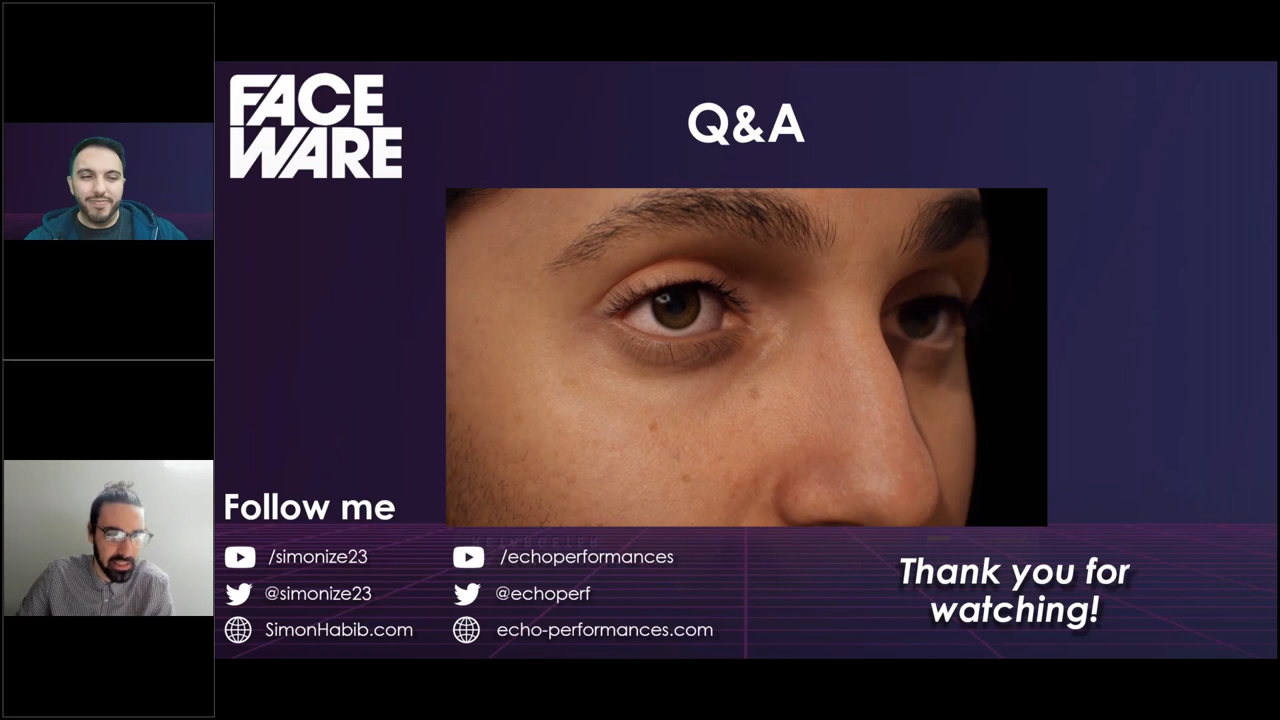 FACE
WARE
Q&A
Follow me
/simonize23
/echoperformances
@simonize23
@echoperf
SimonHabib.com
echo-performances.com
Thank you for
watching!